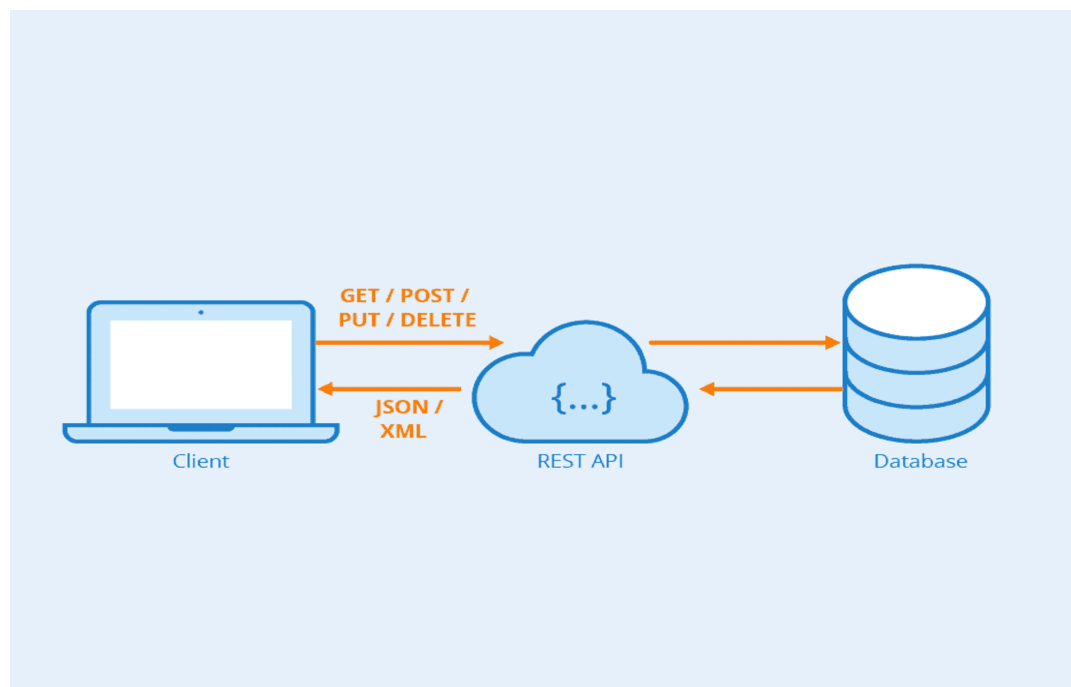 GET / POST /
PUT / DELETE
JSON /
XML
{...}
Client
REST API
Database